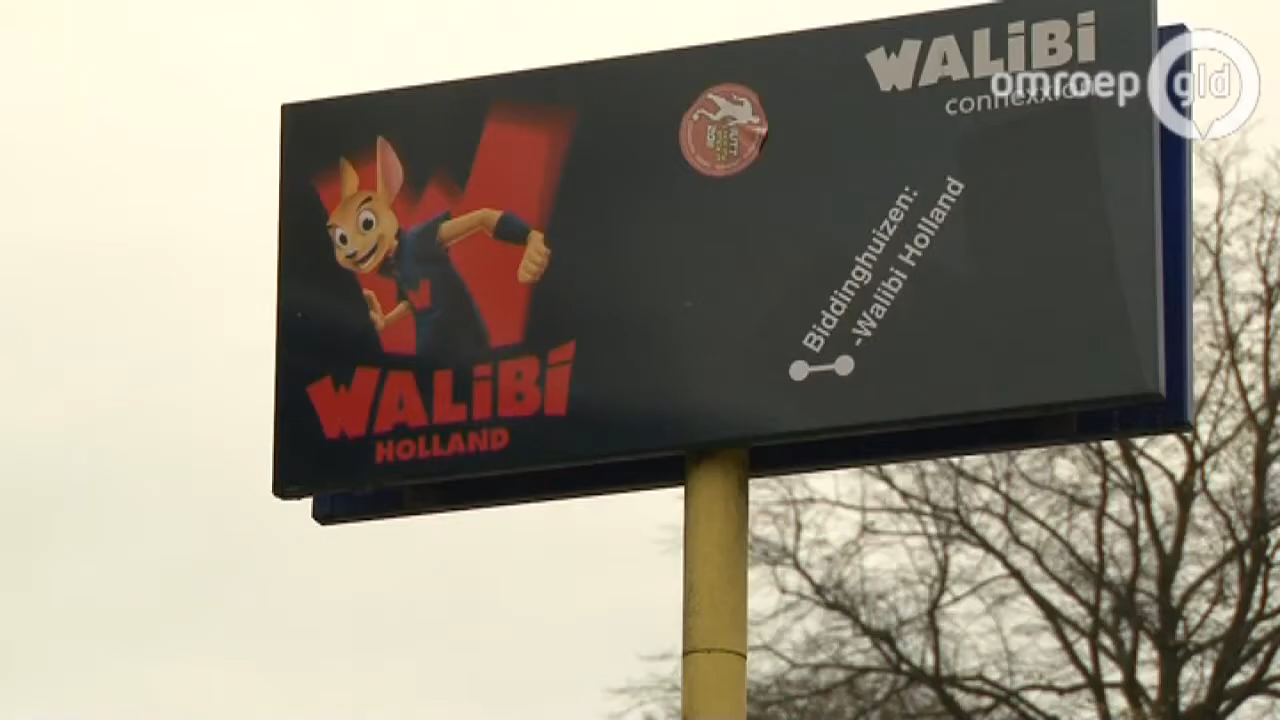 WALiBi
connexxion
omroep gld
Biddinghuizen:
-Walibi Holland
W
WALiBi
HOLLAND